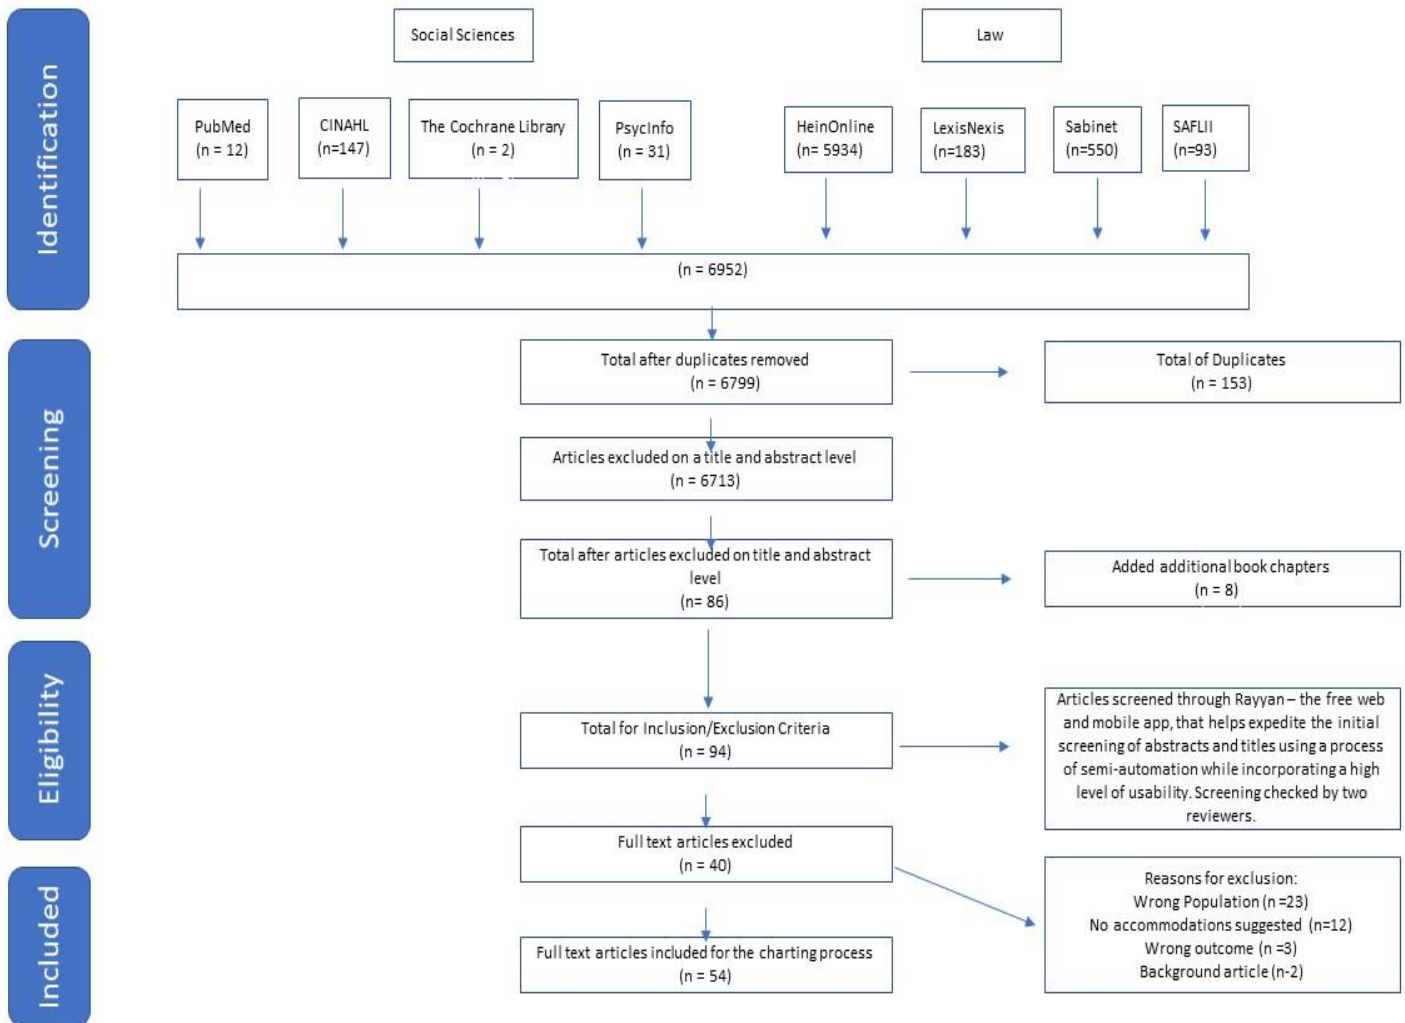 Identification
Social Sciences
Law
PubMed
(n = 12)
CINAHL
(n=147)
The Cochrane Library
(n = 2)
PsycInfo
(n = 31)
HeinOnline
(n= 5934)
LexisNexis
(n=183)
Sabinet
(n=550)
SAFLII
(n=93)
(n = 6952)
Screening
Total after duplicates removed
(n = 6799)
Total of Duplicates
(n = 153)
Articles excluded on a title and abstract level
(n = 6713)
Total after articles excluded on title and abstract
level
(n= 86)
Added additional book chapters
(n = 8)
Eligibility
Total for Inclusion/Exclusion Criteria
(n = 94)
Articles screened through Rayyan – the free web
and mobile app, that helps expedite the initial
screening of abstracts and titles using a process
of semi-automation while incorporating a high
level of usability. Screening checked by two
reviewers.
Full text articles excluded
(n = 40)
Included
Reasons for exclusion:
Wrong Population (n =23)
No accommodations suggested (n=12)
Wrong outcome (n =3)
Background article (n-2)
Full text articles included for the charting process
(n = 54)